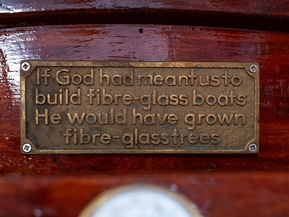 If God had meant us to
build fibre-glass boats
He would have grown
fibre-glass trees